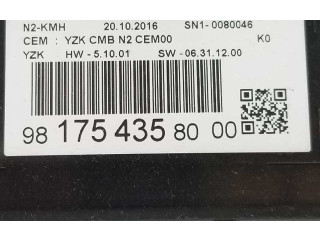 N2-KMH 20.10.2016 SN1- 0080046
CEM : YZK CMB N2 CEM00 K0
YZK HW - 5.10.01 SW - 06.31.12.00
98 175 435 80 00